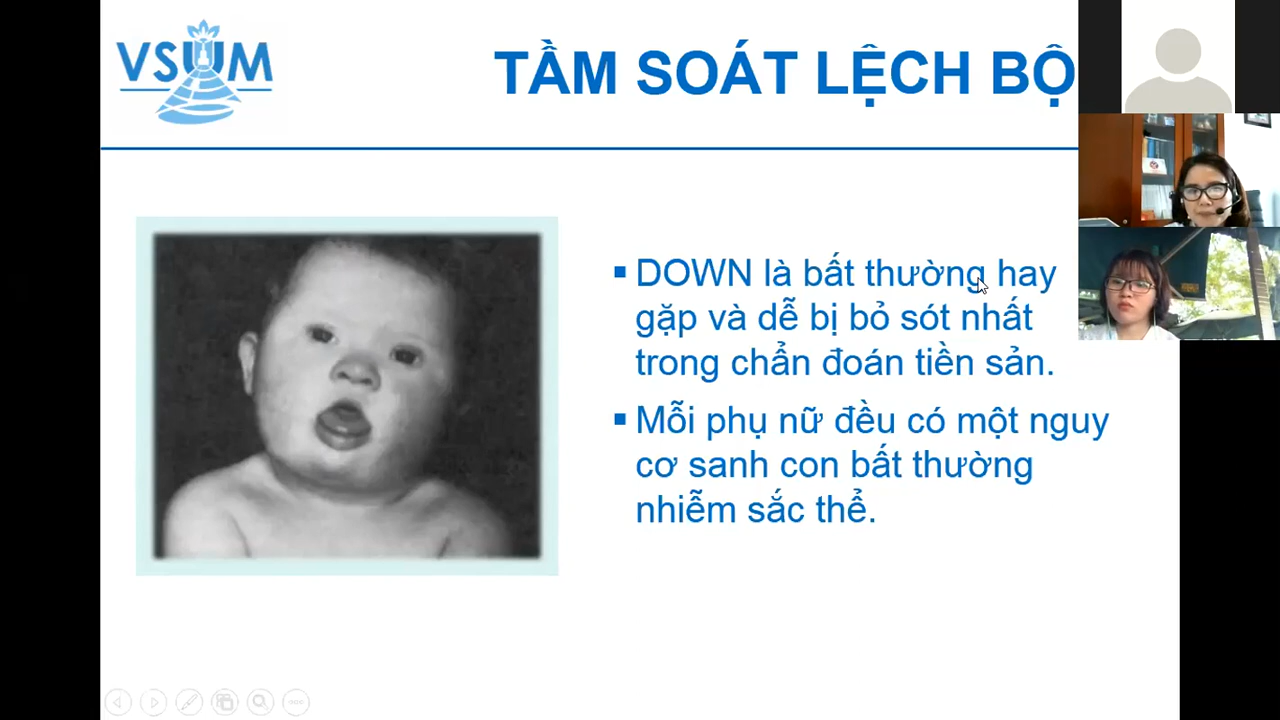 VSUM
TẦM SOÁT LỆCH BỘ
▪ DOWN là bất thường hay
gặp và dễ bị bỏ sót nhất
trong chẩn đoán tiền sản.
▪ Mỗi phụ nữ đều có một nguy
cơ sanh con bất thường
nhiễm sắc thể.